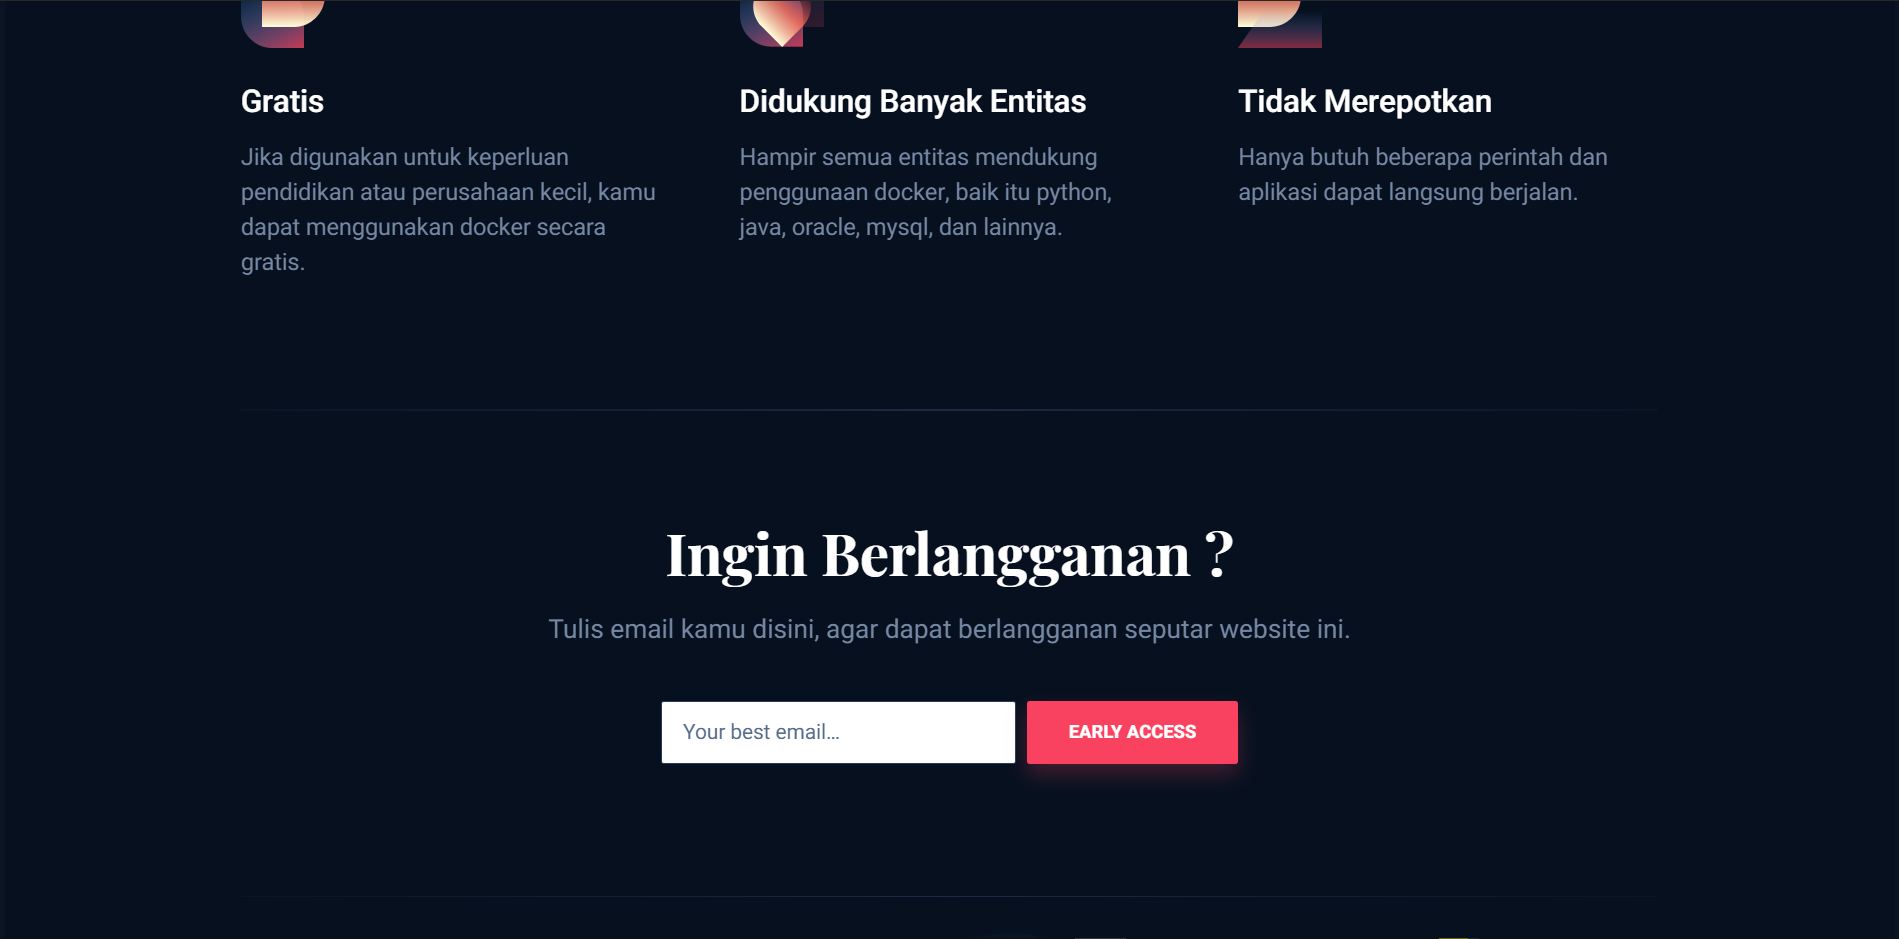 Gratis
Jika digunakan untuk keperluan
pendidikan atau perusahaan kecil, kamu
dapat menggunakan docker secara
gratis.
Didukung Banyak Entitas
Hampir semua entitas mendukung
penggunaan docker, baik itu python,
java, oracle, mysql, dan lainnya.
Tidak Merepotkan
Hanya butuh beberapa perintah dan
aplikasi dapat langsung berjalan.
Ingin Berlangganan ?
Tulis email kamu disini, agar dapat berlangganan seputar website ini.
Your best email…
EARLY ACCESS